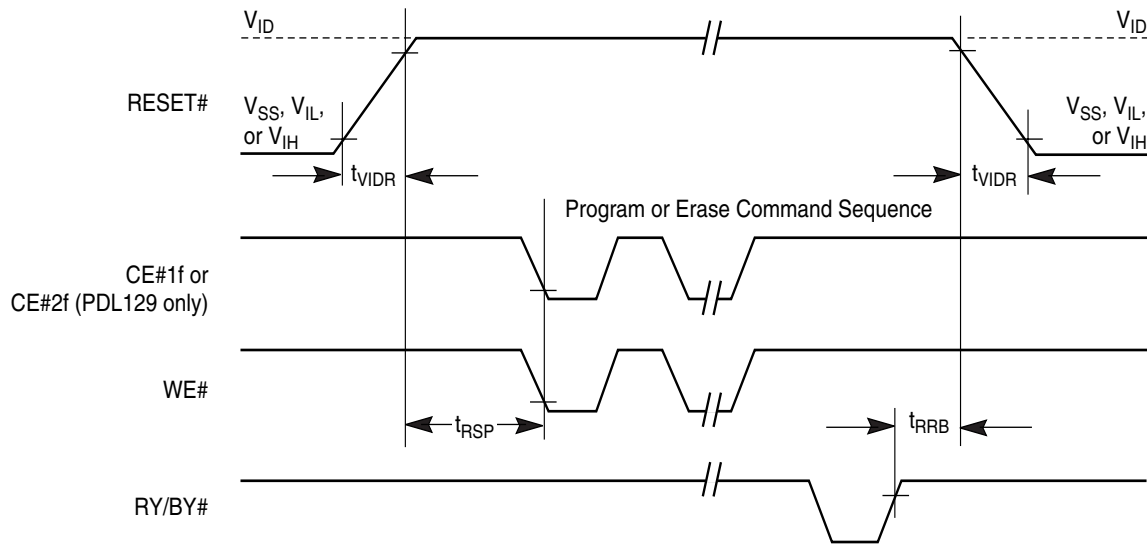 V_ID
V_ID
RESET#
V_SS, V_IL,
or V_IH
V_SS, V_IL,
or V_IH
t_VIDR
t_VIDR
Program or Erase Command Sequence
CE#1f or
CE#2f (PDL129 only)
WE#
t_RSP
t_RRB
RY/BY#